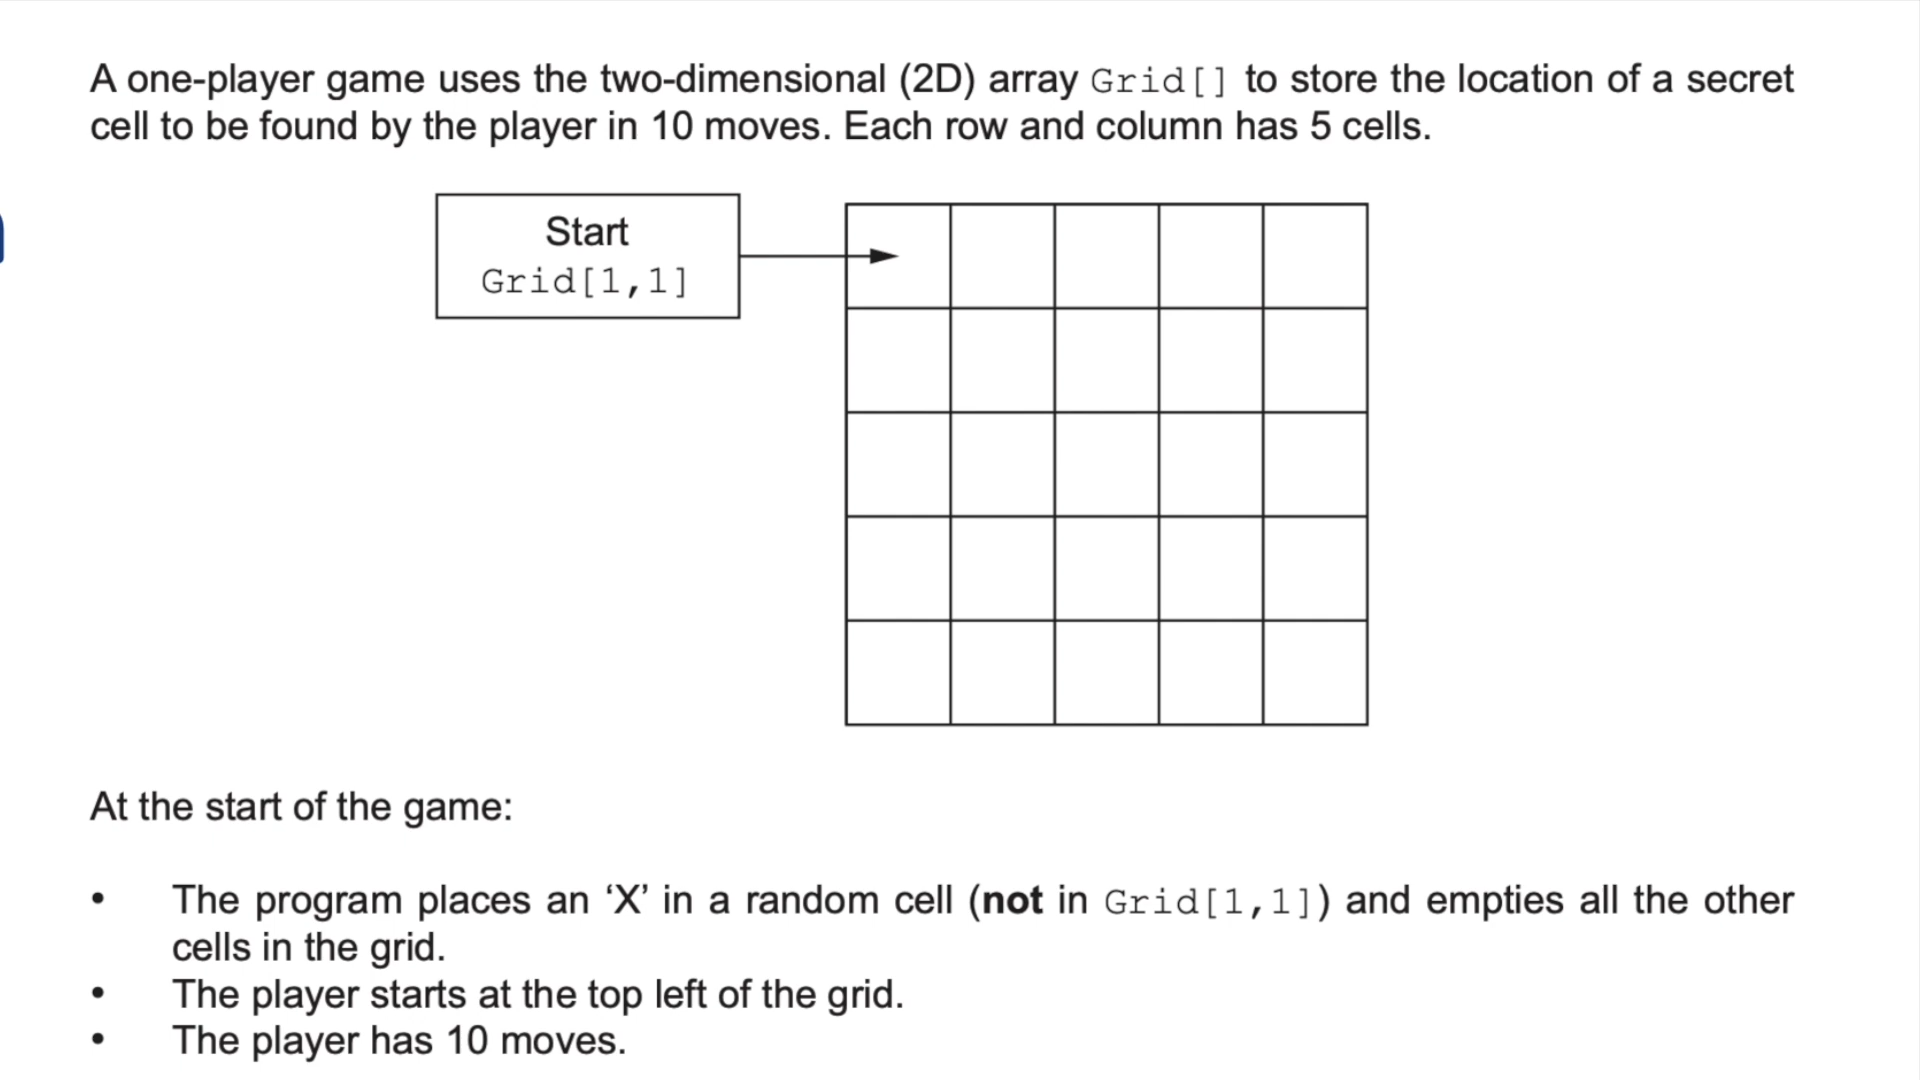 A one-player game uses the two-dimensional (2D) array Grid[] to store the location of a secret
cell to be found by the player in 10 moves. Each row and column has 5 cells.
Start
Grid[1,1]
At the start of the game:
• The program places an ‘X’ in a random cell (not in Grid[1,1]) and empties all the other
cells in the grid.
• The player starts at the top left of the grid.
• The player has 10 moves.